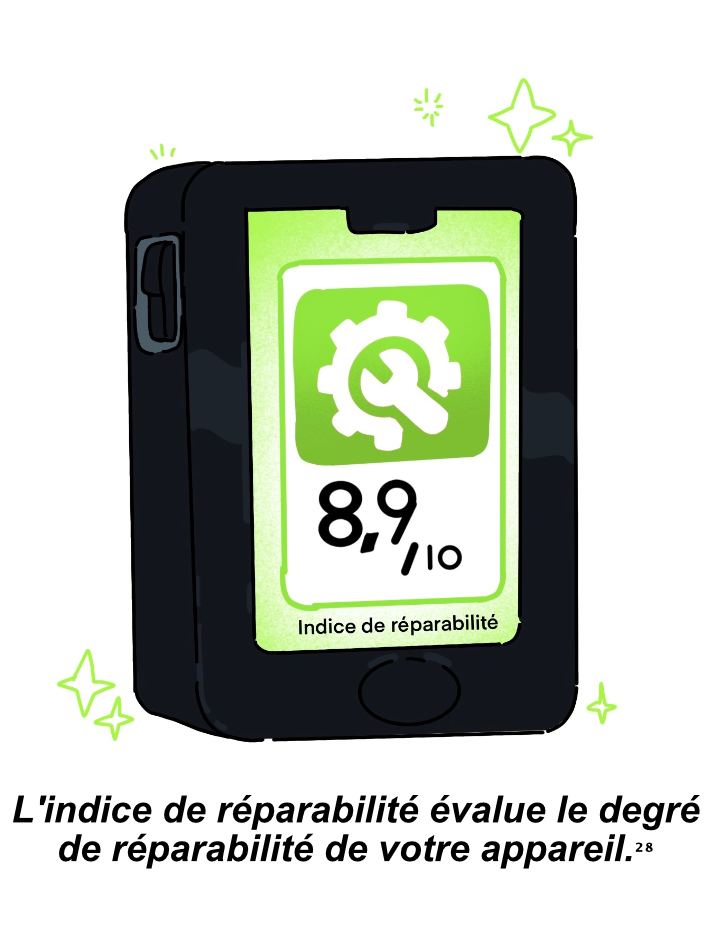 8,9
/10
Indice de réparabilité
L'indice de réparabilité évalue le degré
de réparabilité de votre appareil.²⁸